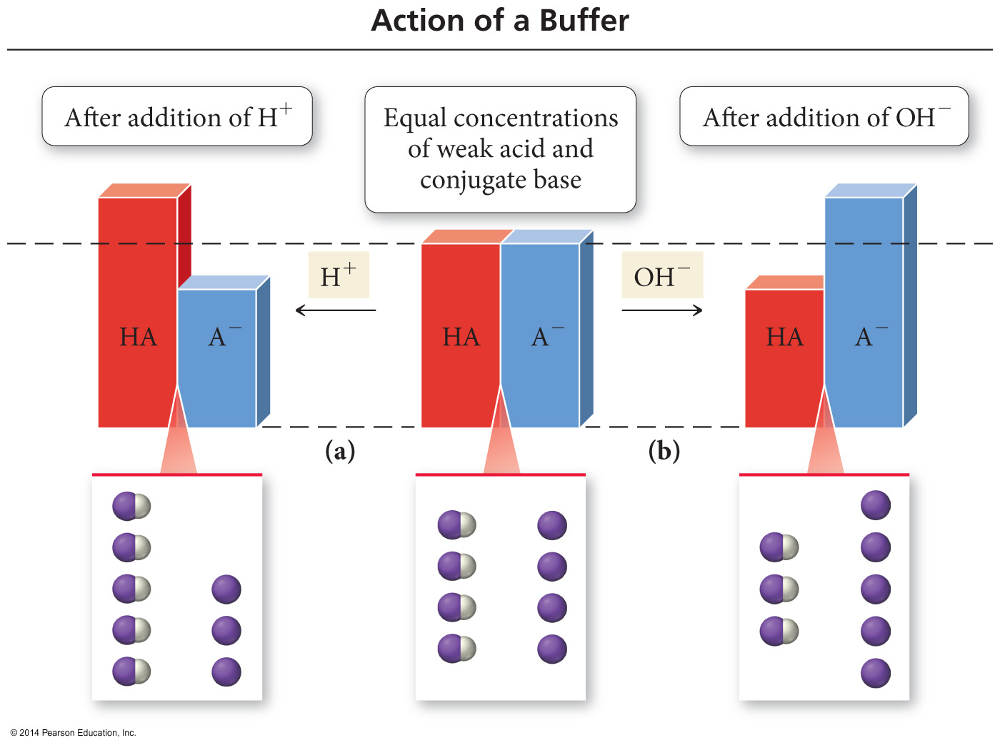 Action of a Buffer
After addition of H⁺
Equal concentrations
of weak acid and
conjugate base
After addition of OH⁻
H⁺
OH⁻
HA
A⁻
HA
A⁻
HA
A⁻
(a)
(b)
© 2014 Pearson Education, Inc.